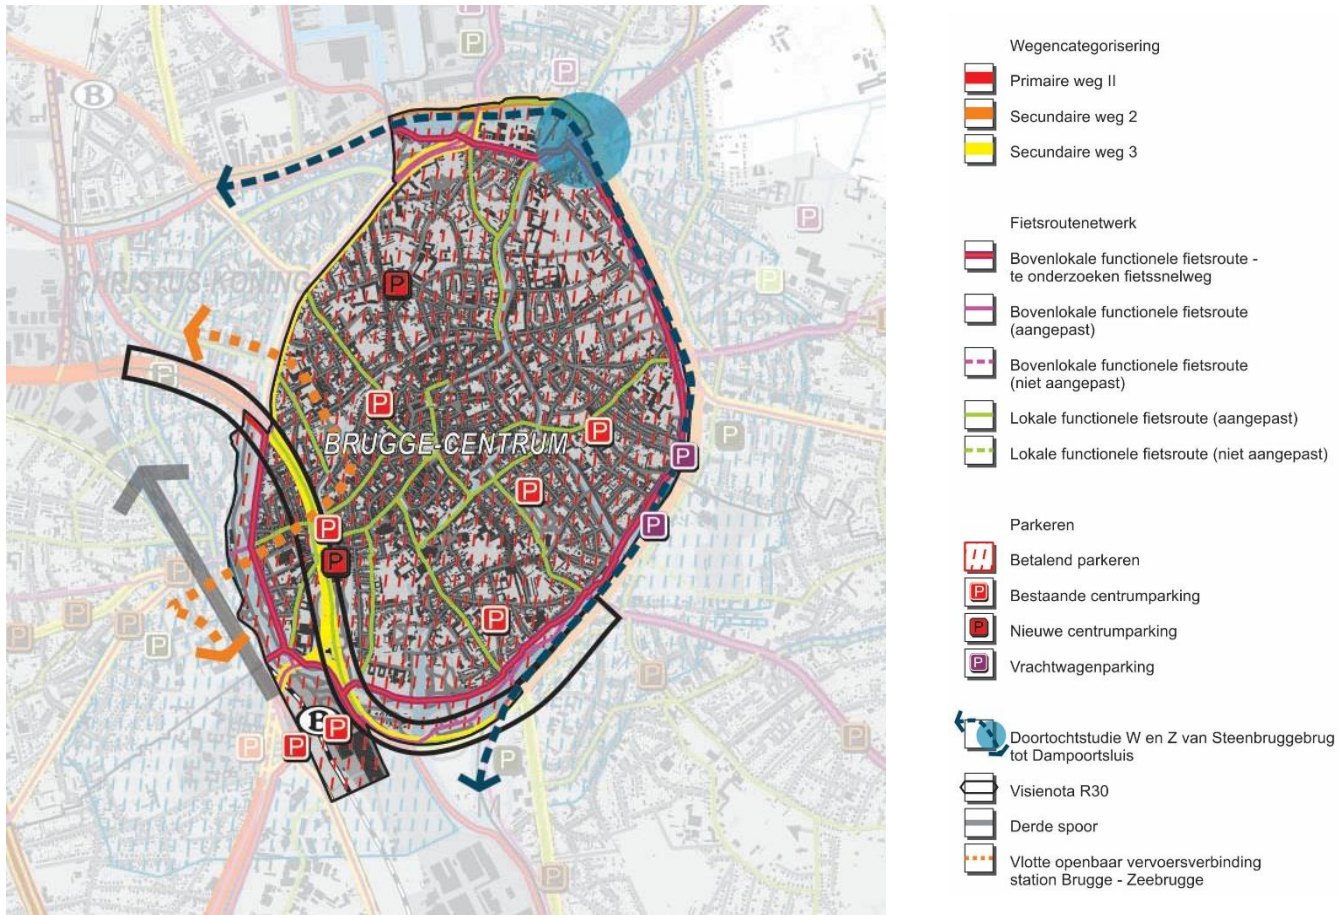 B
P
P
P
P
CHRISTUS-KONING
P
P
P
P
P
BRUGGE-CENTRUM
P
P
P
P
P
P
P
P
P
P
P
P
P
B
P
P
P
P
P
P
P
Wegencategorisering
Primaire weg II
Secundaire weg 2
Secundaire weg 3
Fietsroutenetwerk
Bovenlokale functionele fietsroute -
te onderzoeken fietssnelweg
Bovenlokale functionele fietsroute
(aangepast)
Bovenlokale functionele fietsroute
(niet aangepast)
Lokale functionele fietsroute (aangepast)
Lokale functionele fietsroute (niet aangepast)
Parkeren
Betalend parkeren
P Bestaande centrumparking
P Nieuwe centrumparking
P Vrachtwagenparking
Doortochtstudie W en Z van Steenbruggebrug
tot Dampoortsluis
Visienota R30
Derde spoor
Vlotte openbaar vervoersverbinding
station Brugge - Zeebrugge